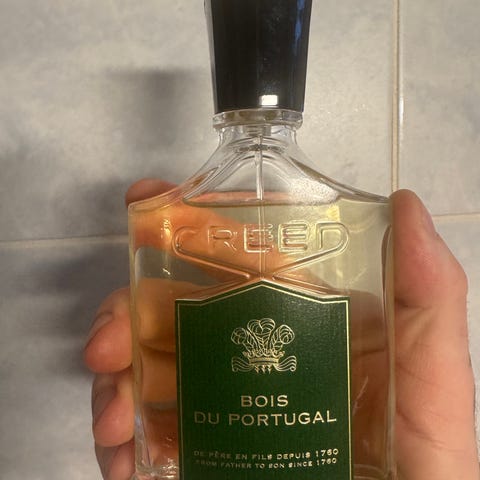 CREED
BOIS
DU PORTUGAL
DE PÈRE EN FILS DEPUIS 1760
FROM FATHER TO SON SINCE 1760